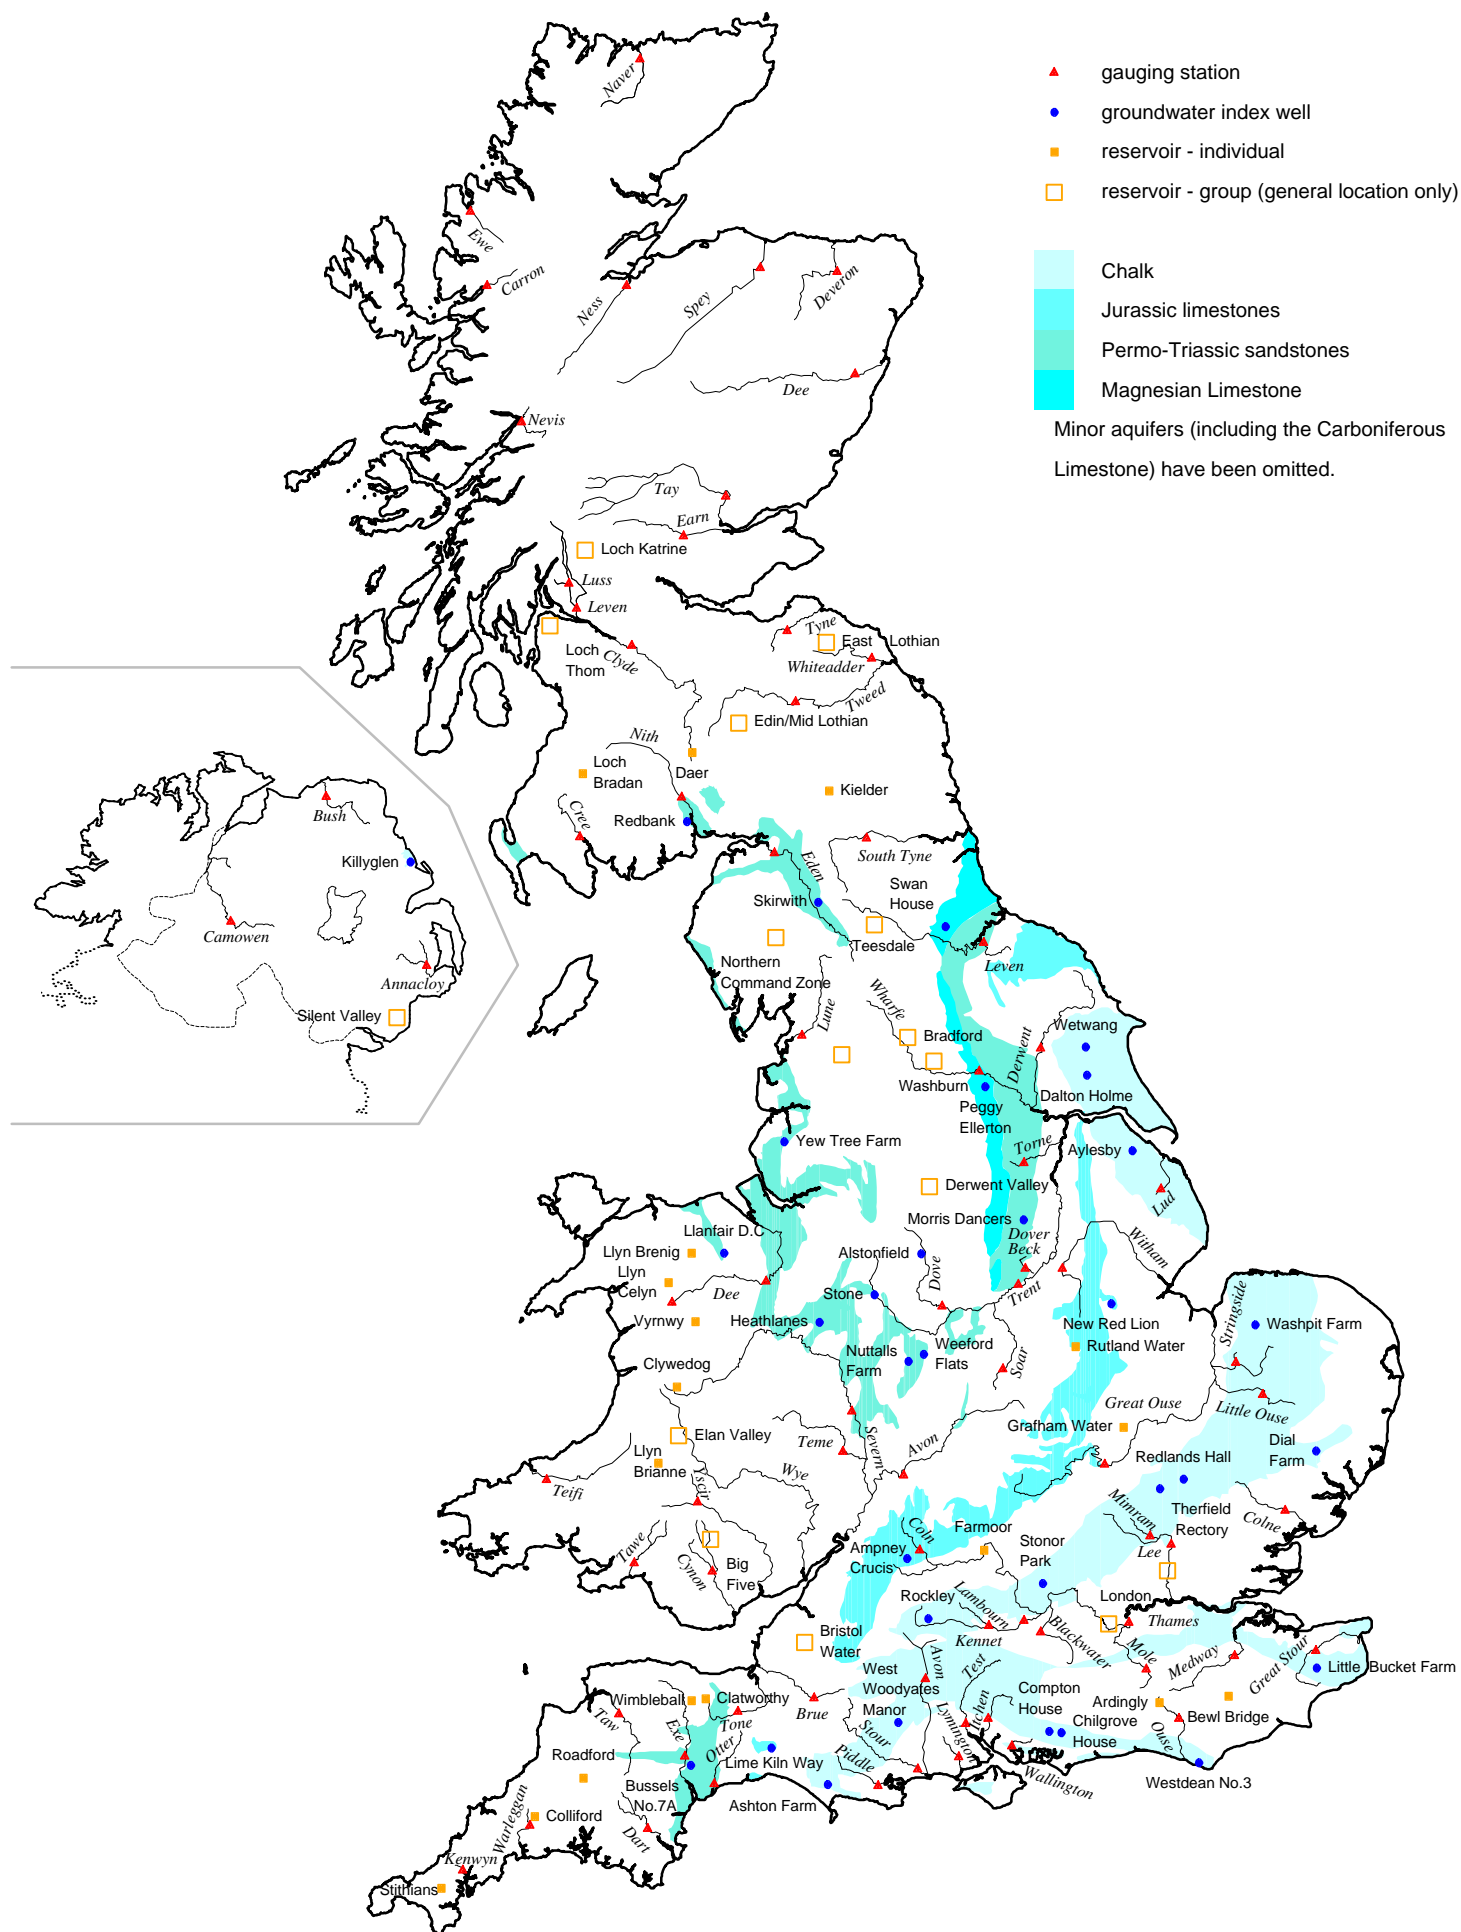 gauging station
groundwater index well
reservoir - individual
reservoir - group (general location only)
Chalk
Jurassic limestones
Permo-Triassic sandstones
Magnesian Limestone
Minor aquifers (including the Carboniferous
Limestone) have been omitted.
Naver
Ewe
Carron
Ness
Spey
Deveron
Dee
Nevis
Tay
Earn
Loch Katrine
Luss
Leven
Tyne
East Lothian
Whiteadder
Loch
Thom
Clyde
Tweed
Edin/Mid Lothian
Nith
Loch
Bradan
Daer
Kielder
Cree
Redbank
Bush
Killyglen
Camowen
Annacloy
Silent Valley
South Tyne
Eden
Swan
House
Skirwith
Teesdale
Leven
Northern
Command Zone
Lune
Wharfe
Bradford
Washburn
Derwent
Wetwang
Dalton Holme
Peggy
Ellerton
Yew Tree Farm
Torne
Aylesby
Lud
Derwent Valley
Morris Dancers
Dover
Beck
Witham
Llanfair D.C
Llyn Brenig
Llyn
Celyn
Dee
Vyrnwy
Alstonfield
Dove
Stone
Trent
Heathlanes
Nuttalls
Farm
Weeford
Flats
Soar
New Red Lion
Rutland Water
Stringside
Washpit Farm
Clywedog
Great Ouse
Little Ouse
Grafham Water
Elan Valley
Teme
Severn
Avon
Redlands Hall
Dial
Farm
Llyn
Brianne
Teifi
Yscir
Wye
Mimram
Therfield
Rectory
Colne
Coln
Farmoor
Ampney
Crucis
Stonor
Park
Lee
Tawe
Cynon
Big
Five
Rockley
Lambourn
London
Thames
Kennet
Blackwater
Mole
Medway
Great Stour
Bristol
Water
Avon
Test
Little Bucket Farm
West
Woodyates
Manor
Itchen
Compton
House
Ardingly
Chilgrove
House
Bewl Bridge
Wimbleball
Clatworthy
Taw
Exe
Tone
Brue
Stour
Lymington
Ouse
Otter
Roadford
Lime Kiln Way
Piddle
Wallington
Westdean No.3
Bussels
No.7A
Ashton Farm
Warleggan
Colliford
Dart
Kenwyn
Stithians